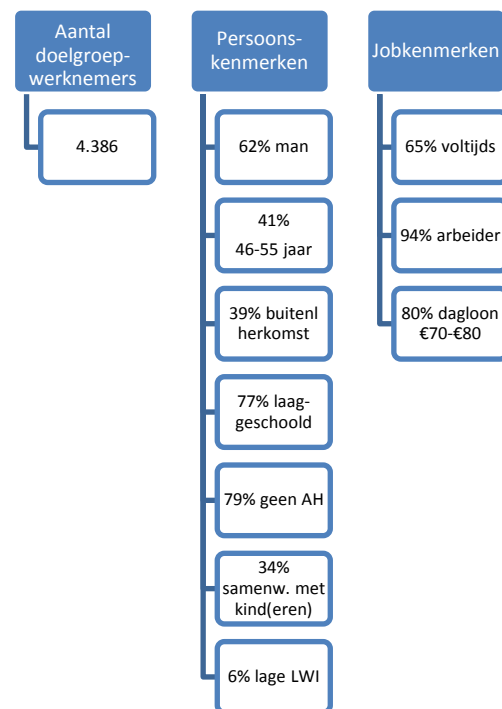 Aantal
doelgroep-
werknemers
4.386
Persoons-
kenmerken
62% man
41%
46-55 jaar
39% buitenl
herkomst
77% laag-
geschoold
79% geen AH
34%
samenw. met
kind(eren)
6% lage LWI
Jobkenmerken
65% voltijds
94% arbeider
80% dagloon
€70-€80